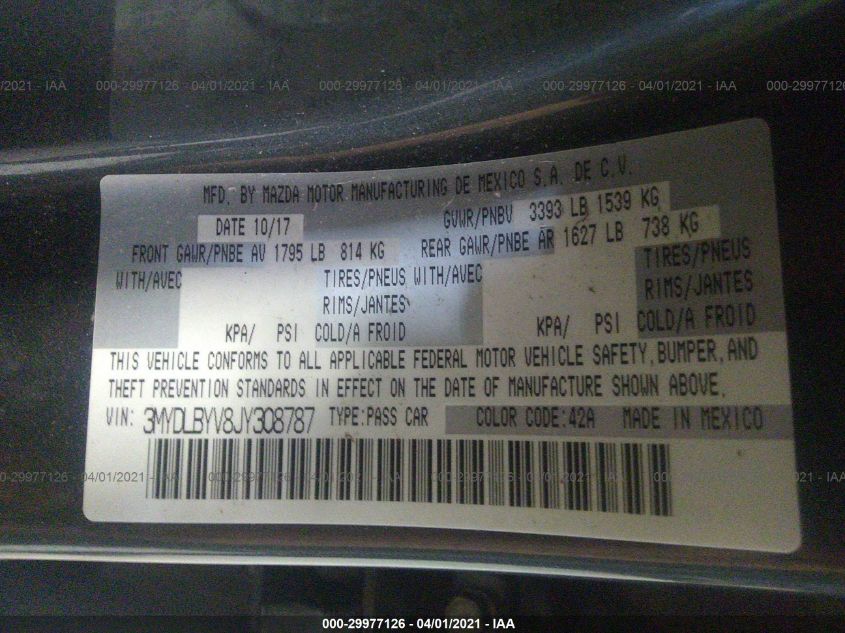 000-29977126 - 04/01/2021 - IAA
MFD. BY MAZDA MOTOR MANUFACTURING DE MEXICO S.A. DE C.V.
DATE 10/17 GVWR/PNBV 3393 LB 1539 KG
FRONT GAWR/PNBE AV 1795 LB 814 KG REAR GAWR/PNBE AR 1627 LB 738 KG
WITH/AVEC TIRES/PNEUS WITH/AVEC TIRES/PNEUS
RIMS/JANTES RIMS/JANTES
KPA/ PSI COLD/A FROID KPA/ PSI COLD/A FROID
THIS VEHICLE CONFORMS TO ALL APPLICABLE FEDERAL MOTOR VEHICLE SAFETY, BUMPER, AND
THEFT PREVENTION STANDARDS IN EFFECT ON THE DATE OF MANUFACTURE SHOWN ABOVE.
VIN: 3MYDLBYV8JY308787 TYPE:PASS CAR COLOR CODE:42A MADE IN MEXICO
000-29977126 - 04/01/2021 - IAA